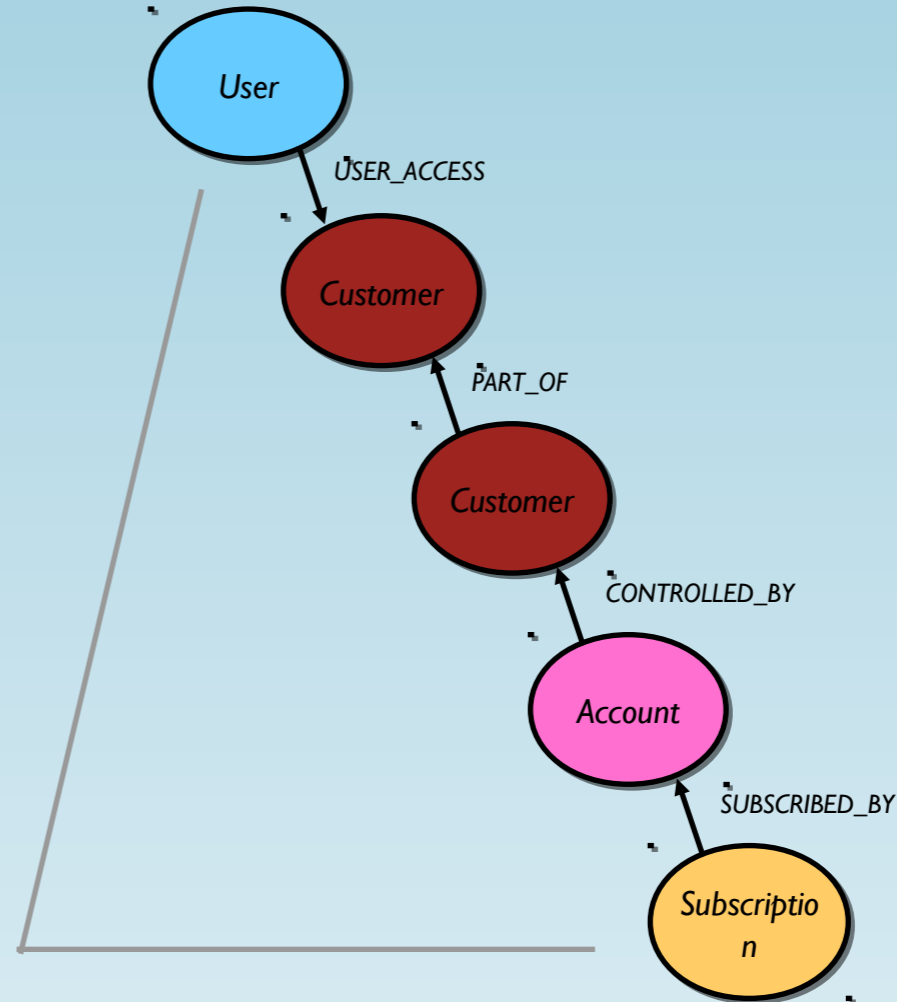 User
USER_ACCESS
Customer
PART_OF
Customer
CONTROLLED_BY
Account
SUBSCRIBED_BY
Subscriptio
n